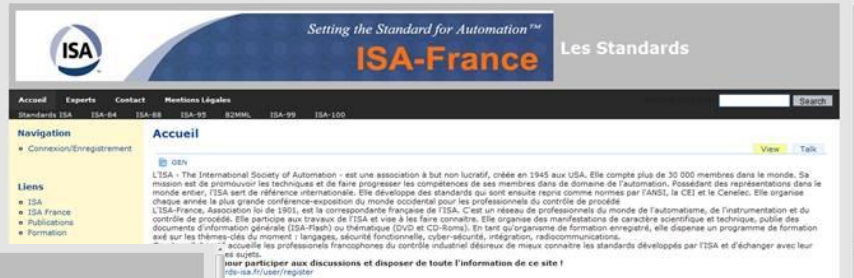 ISA
Setting the Standard for Automation™
ISA-France
Les Standards
Accueil Experts Contact Mentions Légales
Search
Standards ISA ISA-84 ISA-88 ISA-95 B2MML ISA-99 ISA-100
Navigation
Connexion/Enregistrement
Liens
ISA
ISA France
Publications
Formation
Accueil
View Talk
GEN
L'ISA - The International Society of Automation - est une association à but non lucratif, créée en 1945 aux USA. Elle compte plus de 30 000 membres dans le monde. Sa
mission est de promouvoir les techniques et de faire progresser les compétences de ses membres dans de domaine de l'automation. Possédant des représentations dans le
monde entier, l'ISA sert de référence internationale. Elle développe des standards qui sont ensuite repris comme normes par l'ANSI, la CEI et le Cenelec. Elle organise
chaque année la plus grande conférence-exposition du monde occidental pour les professionnels du contrôle de procédé
L'ISA-France, Association loi de 1901, est la correspondante française de l'ISA. C'est un réseau de professionnels du monde de l'automatisme, de l'instrumentation et du
contrôle de procédé. Elle participe aux travaux de l'ISA et vise à les faire connaitre. Elle organise des manifestations de caractère scientifique et technique, publie des
documents d'information générale (ISA-Flash) ou thématique (DVD et CD-Roms). En tant qu'organisme de formation enregistré, elle dispense un programme de formation
axé sur les thèmes-clés du moment : langages, sécurité fonctionnelle, cyber-sécurité, intégration, radiocommunications.
accueille les professionels francophones du contrôle industriel désireux de mieux connaitre les standards développés par l'ISA et d'échanger avec leur
es sujets.
our participer aux discussions et disposer de toute l'information de ce site !
rds-isa.fr/user/register